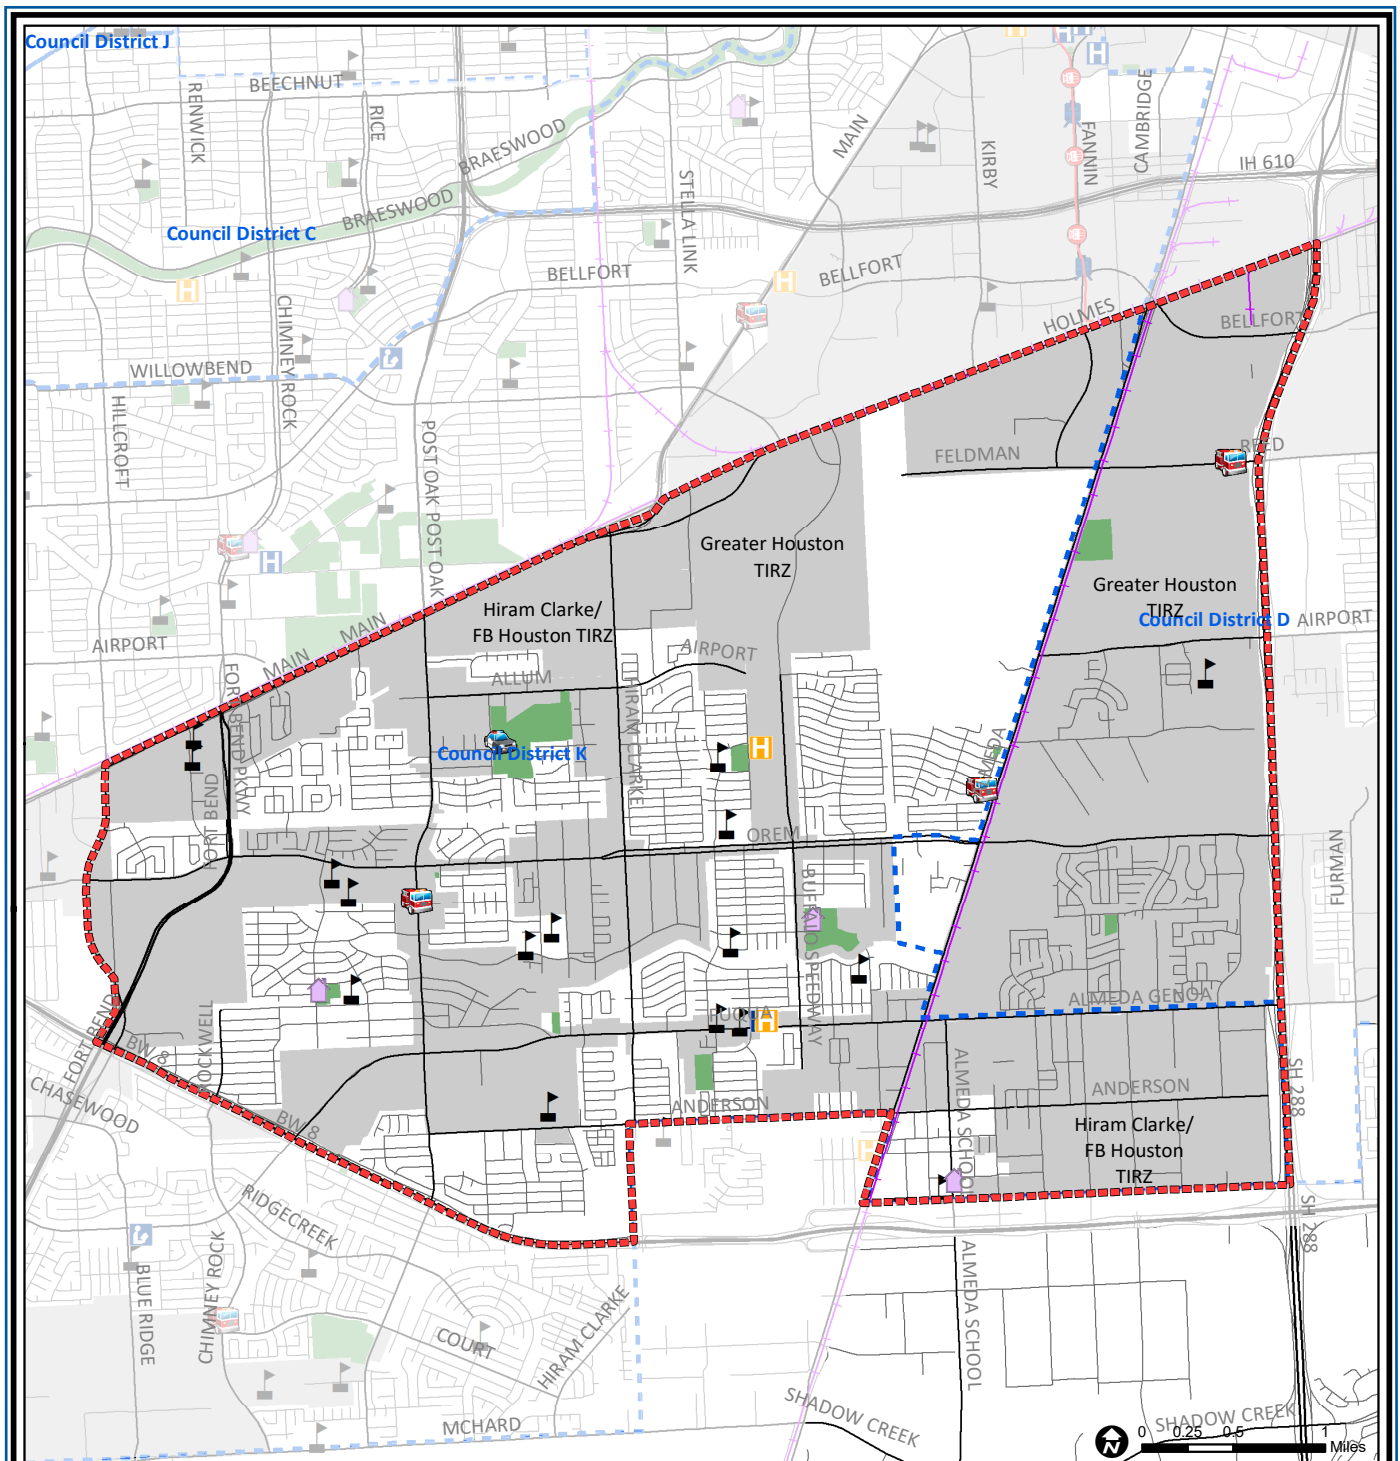 Council District J
BEECHNUT
RENWICK
RICE
BRAESWOOD
BRAESWOOD
MAIN
KIRBY
FANNIN
CAMBRIDGE
IH 610
STELLA LINK
Council District C
BELLFORT
BELLFORT
HOLMES
BELLFORT
CHIMNEY ROCK
WILLOWBEND
HILLCROFT
POST OAK
POST OAK
FELDMAN
REED
Greater Houston
TIRZ
Greater Houston
TIRZ
Council District D
AIRPORT
Hiram Clarke/
FB Houston TIRZ
MAIN
MAIN
AIRPORT
AIRPORT
ALLUM
HIRAM CLARKE
FORT BEND PKWY
FORT BEND
Council District K
ALMEDA
OREM
BUFFALO SPEEDWAY
FURMAN
ALMEDA GENOA
FUQUA
ROCKWELL
FORT BEND
BW 8
BW 8
CHASEWOOD
ANDERSON
ANDERSON
ALMEDA SCHOOL
Hiram Clarke/
FB Houston
TIRZ
SH 288
SH 288
RIDGECREEK
CHIMNEY ROCK
BLUE RIDGE
COURT
HIRAM CLARKE
ALMEDA SCHOOL
MCHARD
SHADOW CREEK
SHADOW CREEK
N
0 0.25 0.5 1
Miles